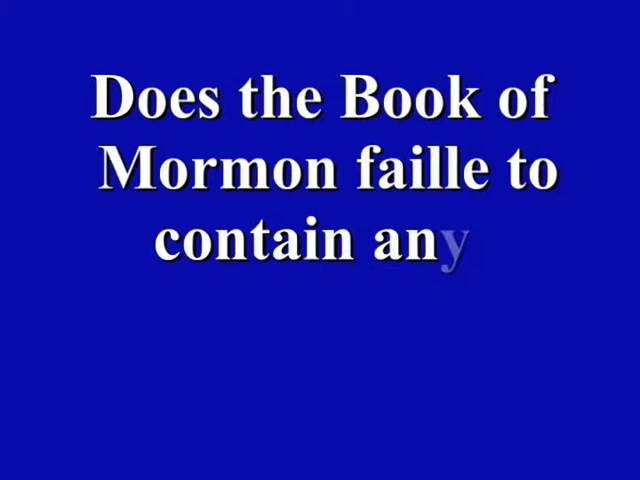 Does the Book of
Mormon faille to
contain any